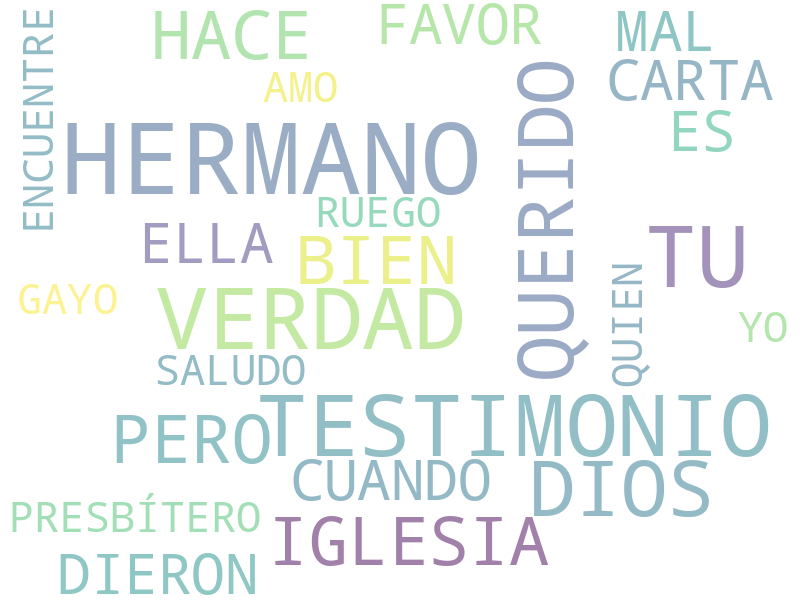 ENCUENTRE
HACE
FAVOR
MAL
CARTA
AMO
ES
HERMANO
QUERIDO
RUEGO
ELLA
BIEN
TU
GAYO
VERDAD
QUIEN
YO
SALUDO
PERO
TESTIMONIO
CUANDO
DIOS
PRESBÍTERO
IGLESIA
DIERON